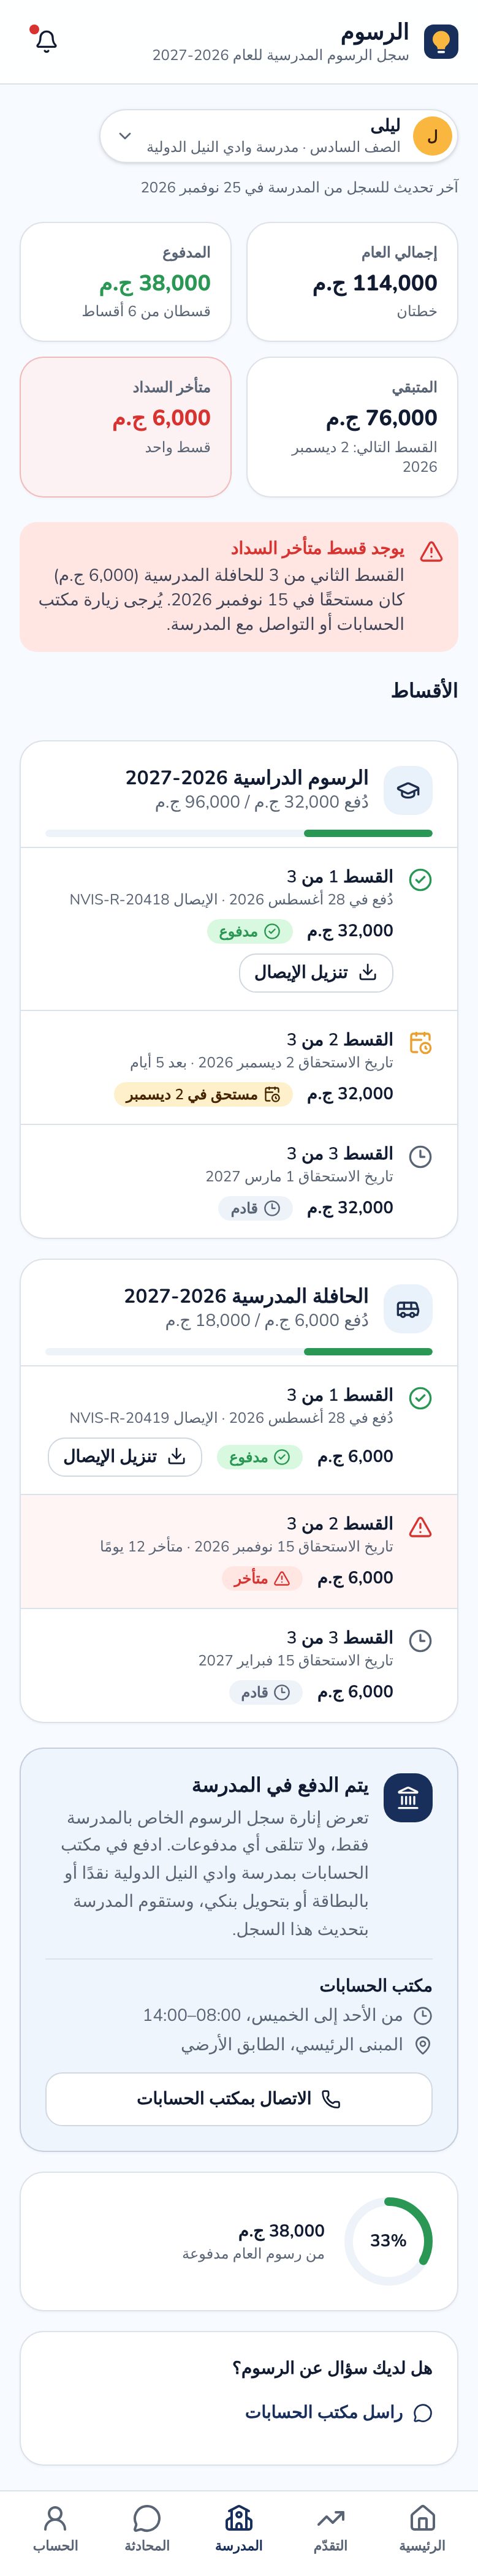 الرسوم
سجل الرسوم المدرسية للعام 2026-2027
ل
ليلى
الصف السادس · مدرسة وادي النيل الدولية
آخر تحديث للسجل من المدرسة في 25 نوفمبر 2026
إجمالي العام
114,000 ج.م
خطتان
المدفوع
38,000 ج.م
قسطان من 6 أقساط
المتبقي
76,000 ج.م
القسط التالي: 2 ديسمبر
2026
متأخر السداد
6,000 ج.م
قسط واحد
يوجد قسط متأخر السداد
القسط الثاني من 3 للحافلة المدرسية (6,000 ج.م)
كان مستحقًا في 15 نوفمبر 2026. يُرجى زيارة مكتب
الحسابات أو التواصل مع المدرسة.
الأقساط
الرسوم الدراسية 2026-2027
دُفع 32,000 ج.م / 96,000 ج.م
القسط 1 من 3
دُفع في 28 أغسطس 2026 · الإيصال NVIS-R-20418
32,000 ج.م
مدفوع
تنزيل الإيصال
القسط 2 من 3
تاريخ الاستحقاق 2 ديسمبر 2026 · بعد 5 أيام
32,000 ج.م
مستحق في 2 ديسمبر
القسط 3 من 3
تاريخ الاستحقاق 1 مارس 2027
32,000 ج.م
قادم
الحافلة المدرسية 2026-2027
دُفع 6,000 ج.م / 18,000 ج.م
القسط 1 من 3
دُفع في 28 أغسطس 2026 · الإيصال NVIS-R-20419
6,000 ج.م
مدفوع
تنزيل الإيصال
القسط 2 من 3
تاريخ الاستحقاق 15 نوفمبر 2026 · متأخر 12 يومًا
6,000 ج.م
متأخر
القسط 3 من 3
تاريخ الاستحقاق 15 فبراير 2027
6,000 ج.م
قادم
يتم الدفع في المدرسة
تعرض إنارة سجل الرسوم الخاص بالمدرسة
فقط، ولا تتلقى أي مدفوعات. ادفع في مكتب
الحسابات بمدرسة وادي النيل الدولية نقدًا أو
بالبطاقة أو بتحويل بنكي، وستقوم المدرسة
بتحديث هذا السجل.
مكتب الحسابات
من الأحد إلى الخميس، 08:00–14:00
المبنى الرئيسي، الطابق الأرضي
الاتصال بمكتب الحسابات
33%
38,000 ج.م
من رسوم العام مدفوعة
هل لديك سؤال عن الرسوم؟
راسل مكتب الحسابات
الرئيسية
التقدّم
المدرسة
المحادثة
الحساب